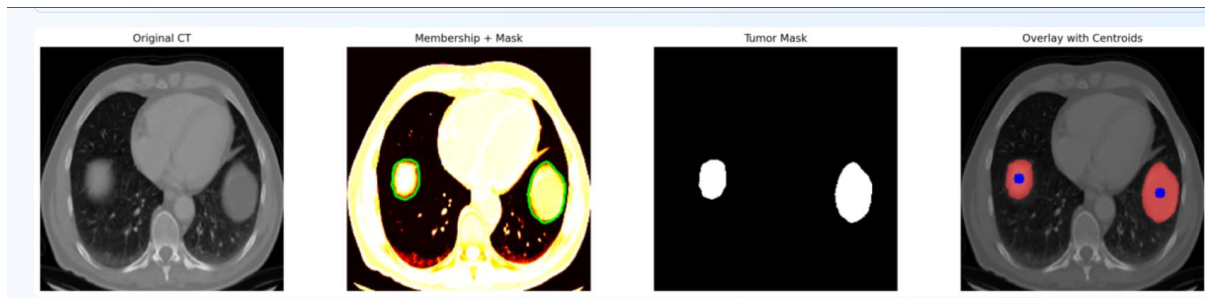 Original CT
Membership + Mask
Tumor Mask
Overlay with Centroids